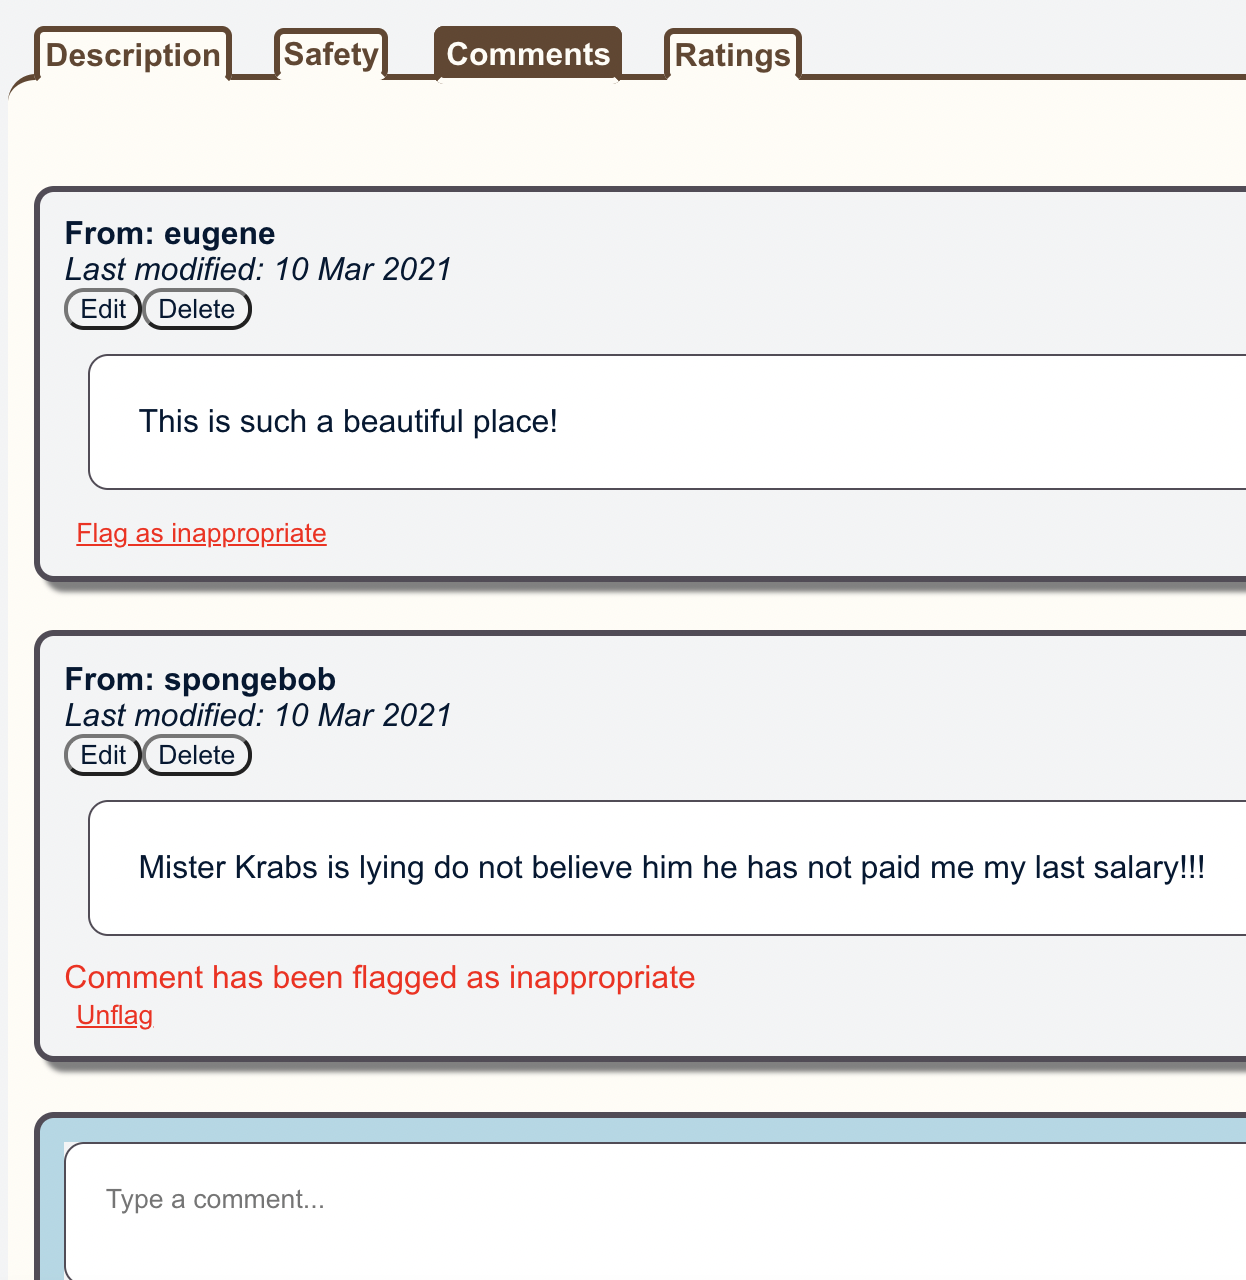 Description Safety Comments Ratings
From: eugene
Last modified: 10 Mar 2021
Edit Delete
This is such a beautiful place!
Flag as inappropriate
From: spongebob
Last modified: 10 Mar 2021
Edit Delete
Mister Krabs is lying do not believe him he has not paid me my last salary!!!
Comment has been flagged as inappropriate
Unflag
Type a comment...